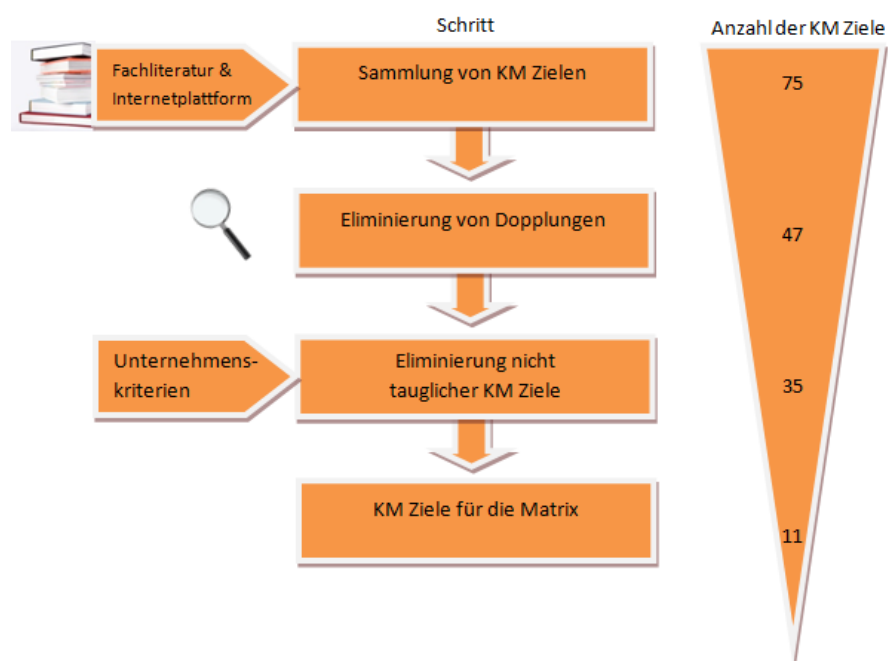 Schritt
Anzahl der KM Ziele
Fachliteratur &
Internetplattform
Sammlung von KM Zielen
75
Eliminierung von Dopplungen
47
Unternehmens-
kriterien
Eliminierung nicht
tauglicher KM Ziele
35
KM Ziele für die Matrix
11